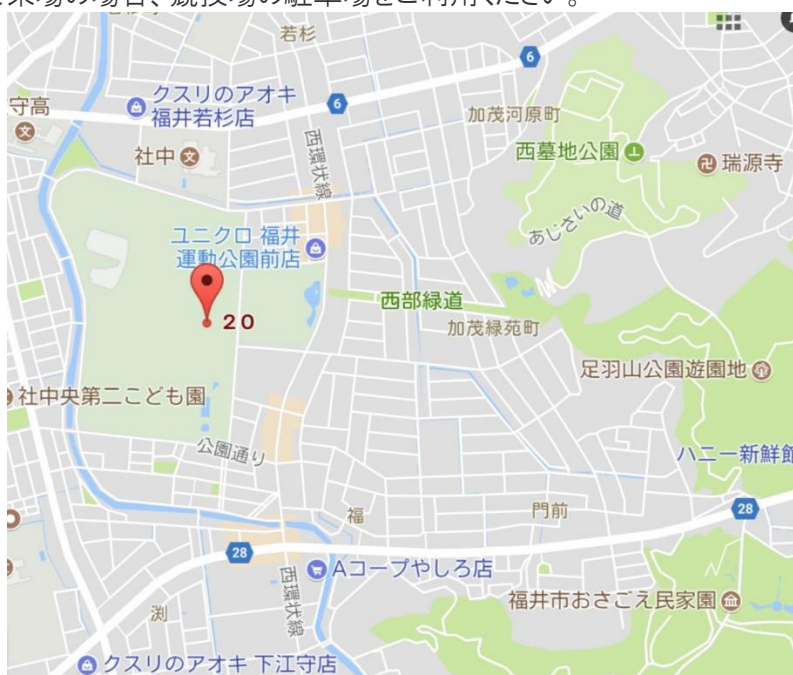 来場の場合、競技場の駐車場をご利用ください。
若杉
6
クスリのアオキ
福井若杉店
6
加茂河原町
守高
社中
西環状線
西墓地公園
瑞源寺
あじさいの道
ユニクロ 福井
運動公園前店
西部緑道
20
加茂緑苑町
足羽山公園遊園地
社中央第二こども園
公園通り
ハニー新鮮館
福
門前
28
28
Aコープやしろ店
西環状線
福井市おさごえ民家園
渕
クスリのアオキ 下江守店